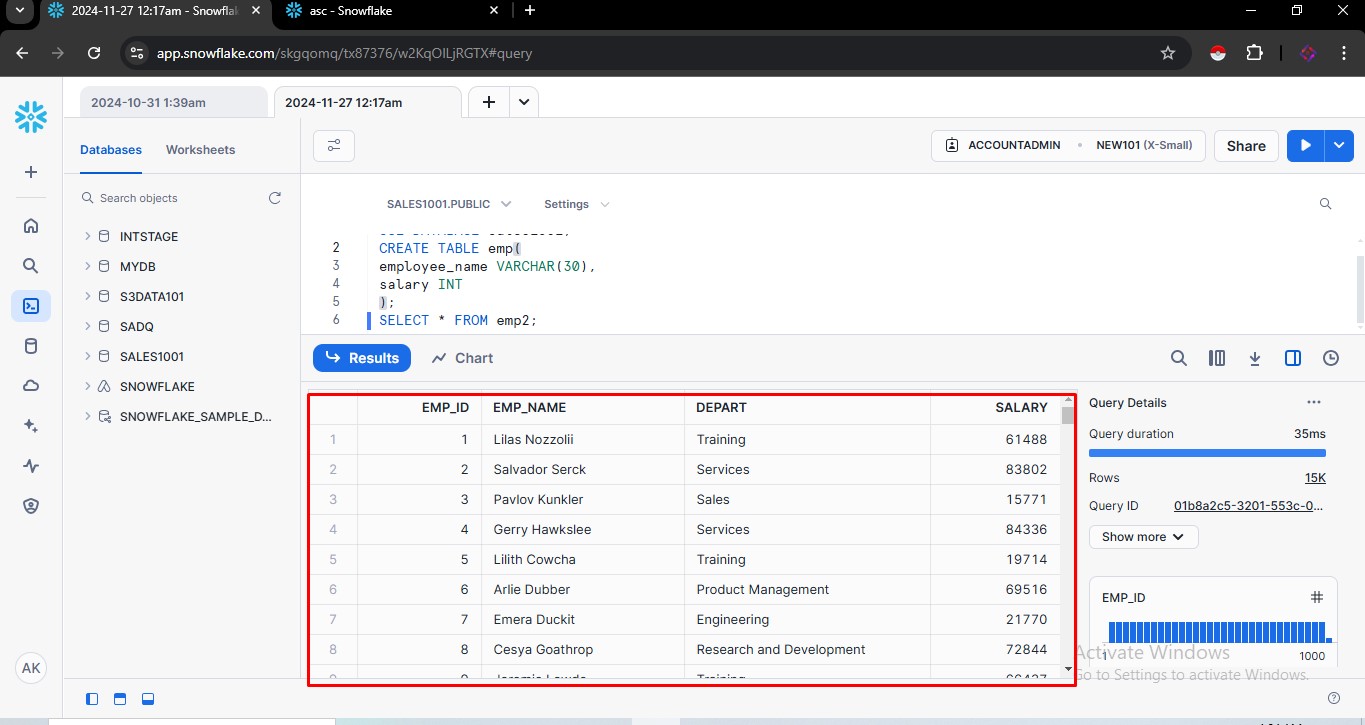 2024-11-27 12:17am - Snowflak
asc - Snowflake
app.snowflake.com/skgqomq/tx87376/w2KqOlLjRGTX#query
2024-10-31 1:39am
2024-11-27 12:17am
Databases
Worksheets
ACCOUNTADMIN
NEW101 (X-Small)
Share
Search objects
SALES1001.PUBLIC
Settings
INTSTAGE
MYDB
S3DATA101
SADQ
SALES1001
SNOWFLAKE
SNOWFLAKE_SAMPLE_D...
2 CREATE TABLE emp(
3 employee_name VARCHAR(30),
4 salary INT
5 );
6 SELECT * FROM emp2;
Results
Chart
EMP_ID EMP_NAME DEPART SALARY
1 1 Lilas Nozzolii Training 61488
2 2 Salvador Serck Services 83802
3 3 Pavlov Kunkler Sales 15771
4 4 Gerry Hawkslee Services 84336
5 5 Lilith Cowcha Training 19714
6 6 Arlie Dubber Product Management 69516
7 7 Emera Duckit Engineering 21770
8 8 Cesya Goathrop Research and Development 72844
Query Details
Query duration 35ms
Rows 15K
Query ID 01b8a2c5-3201-553c-0...
Show more
EMP_ID
1 1000
Activate Windows
Go to Settings to activate Windows.
AK